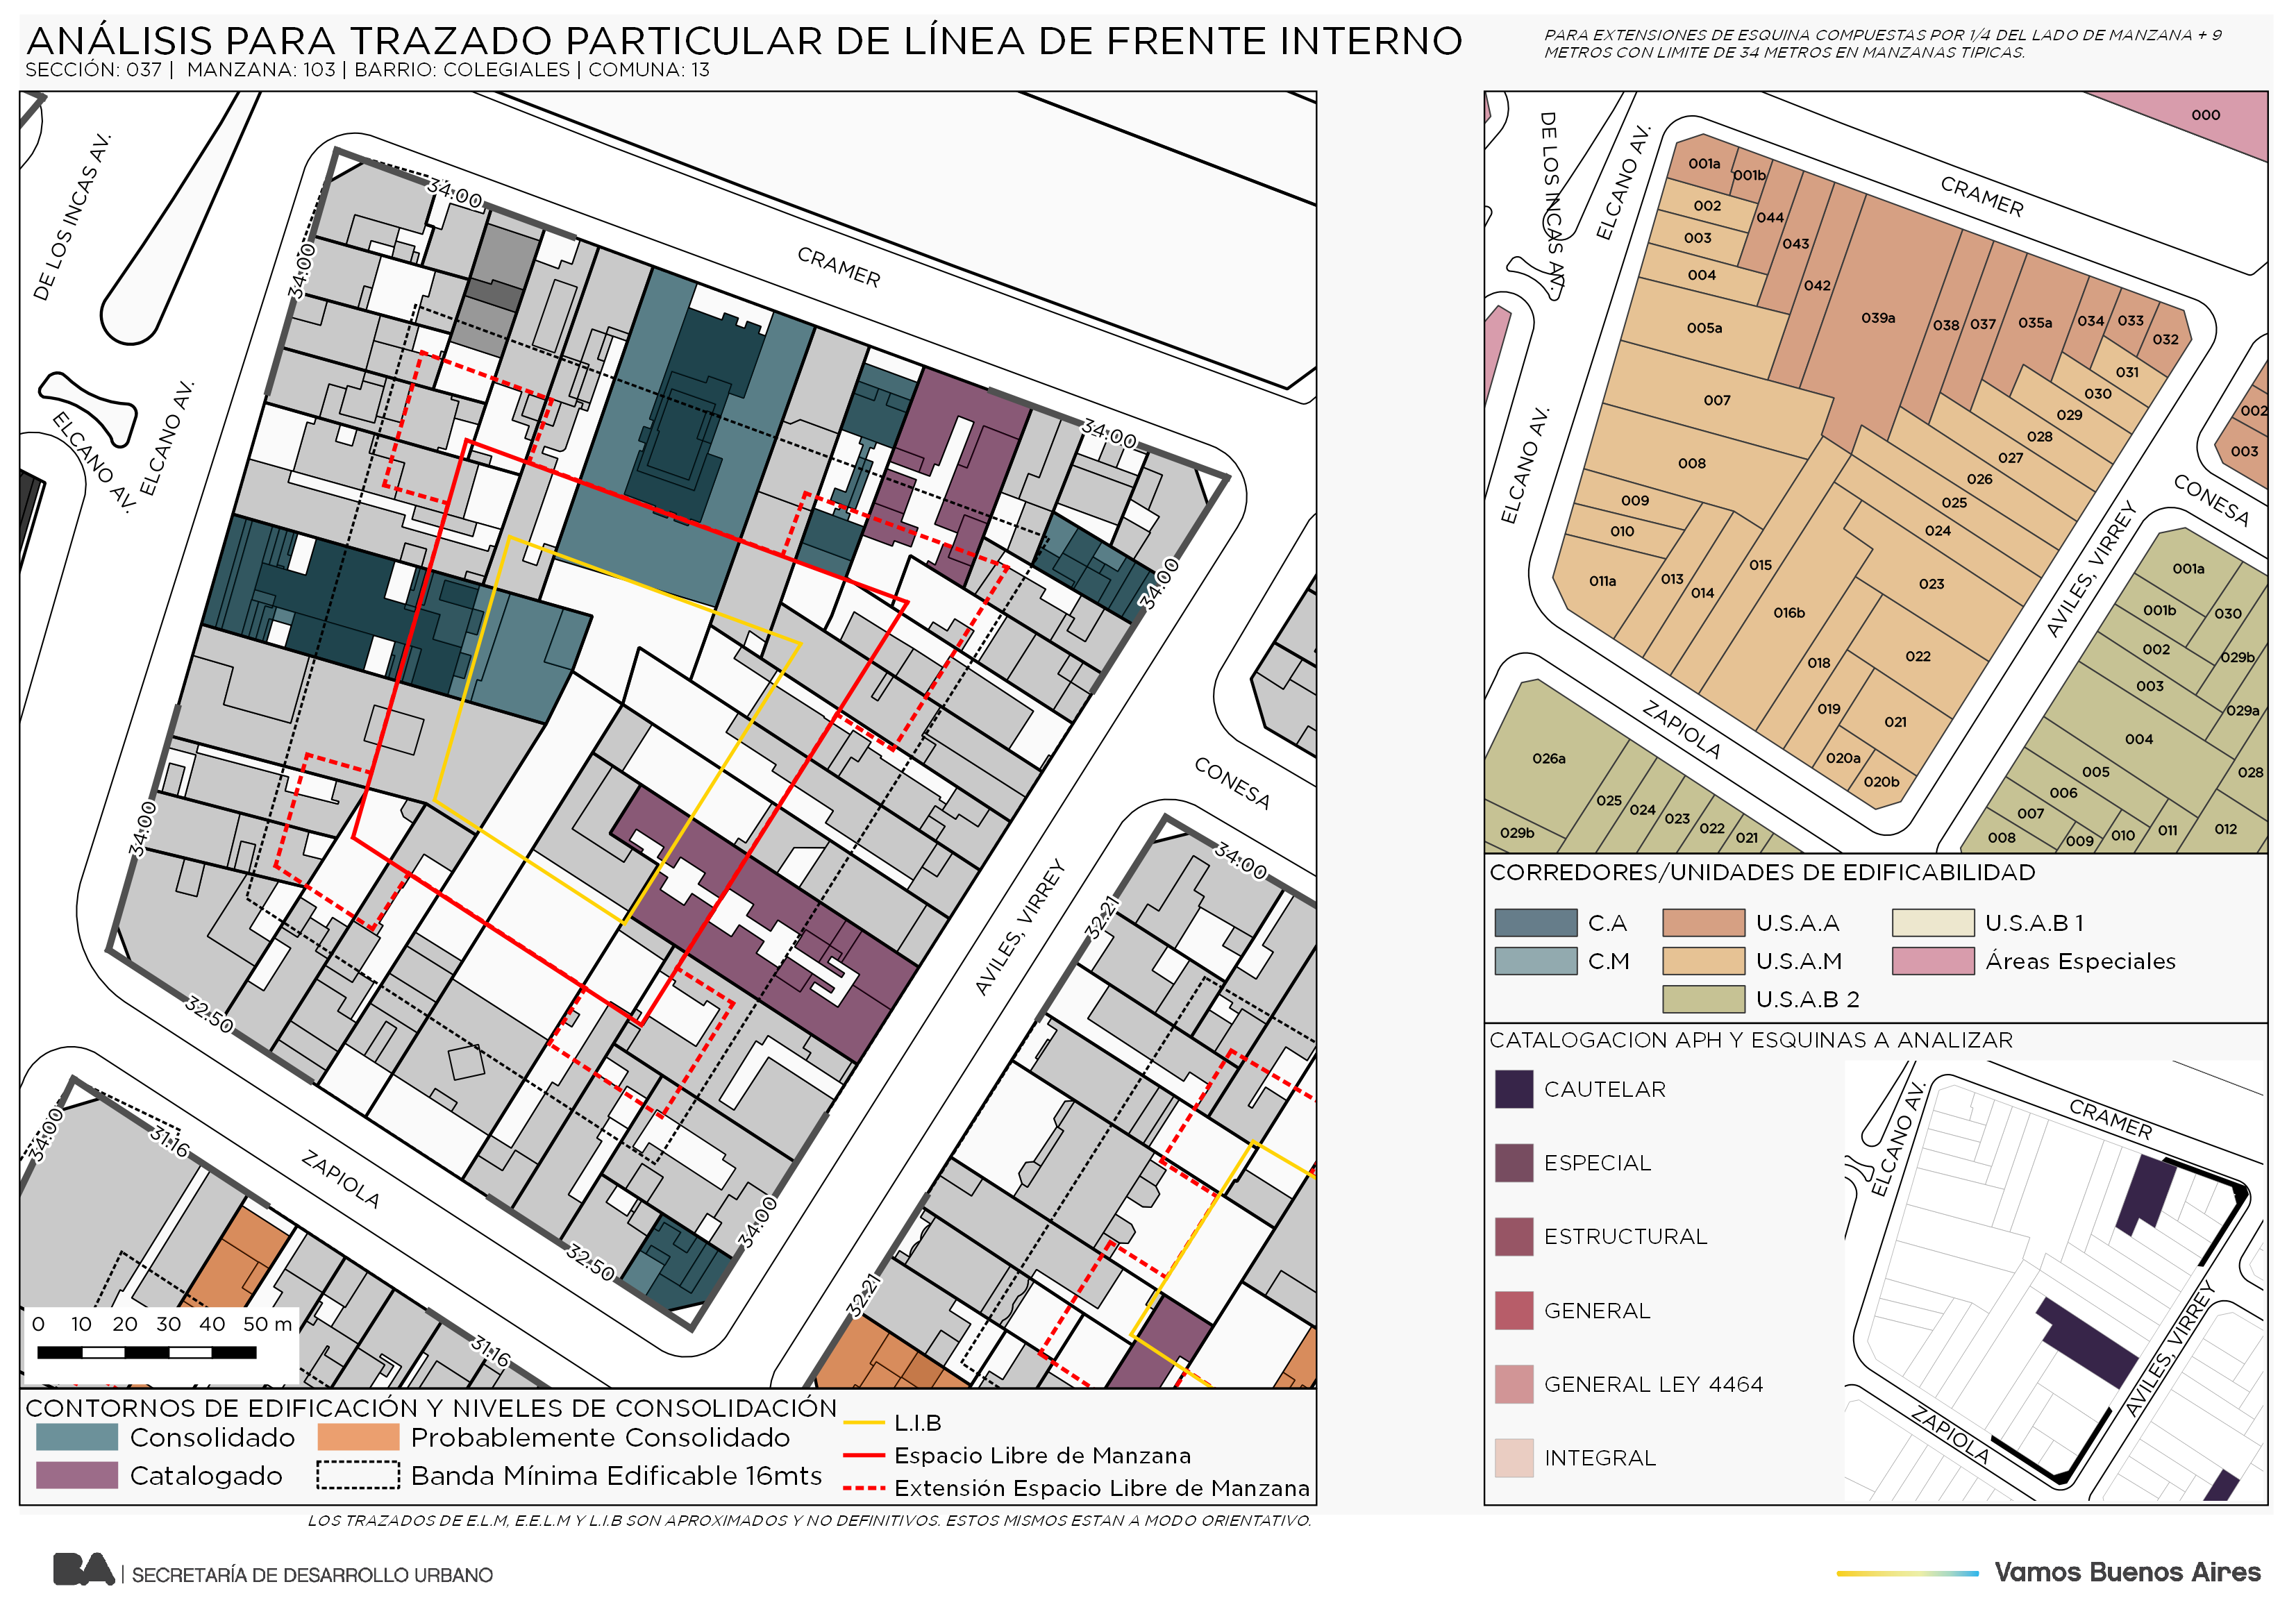 ANÁLISIS PARA TRAZADO PARTICULAR DE LÍNEA DE FRENTE INTERNO
SECCIÓN: 037 | MANZANA: 103 | BARRIO: COLEGIALES | COMUNA: 13
PARA EXTENSIONES DE ESQUINA COMPUESTAS POR 1/4 DEL LADO DE MANZANA + 9
METROS CON LIMITE DE 34 METROS EN MANZANAS TIPICAS.
DE LOS INCAS AV.
ELCANO AV.
ELCANO AV.
CRAMER
CONESA
AVILES, VIRREY
ZAPIOLA
34:00
34:00
34:00
34:00
34:00
32:50
32:50
34:00
34:00
31:16
31:16
34:00
32:21
32:21
0 10 20 30 40 50 m
CONTORNOS DE EDIFICACIÓN Y NIVELES DE CONSOLIDACIÓN
Consolidado
Probablemente Consolidado
Catalogado
Banda Mínima Edificable 16mts
L.I.B
Espacio Libre de Manzana
Extensión Espacio Libre de Manzana
LOS TRAZADOS DE E.L.M, E.E.L.M Y L.I.B SON APROXIMADOS Y NO DEFINITIVOS. ESTOS MISMOS ESTAN A MODO ORIENTATIVO.
DE LOS INCAS AV.
ELCANO AV.
ELCANO AV.
CRAMER
CONESA
AVILES, VIRREY
ZAPIOLA
000
001a
001b
002
003
004
005a
007
008
009
010
011a
013
014
015
016b
018
019
020a
020b
021
022
023
024
025
026
027
028
029
030
031
032
033
034
035a
037
038
039a
042
043
044
002
003
001a
001b
030
002
029b
003
029a
004
028
005
006
007
008
009
010
011
012
026a
025
024
023
022
021
029b
CORREDORES/UNIDADES DE EDIFICABILIDAD
C.A
U.S.A.A
U.S.A.B 1
C.M
U.S.A.M
Áreas Especiales
U.S.A.B 2
CATALOGACION APH Y ESQUINAS A ANALIZAR
CAUTELAR
ESPECIAL
ESTRUCTURAL
GENERAL
GENERAL LEY 4464
INTEGRAL
ELCANO AV.
CRAMER
AVILES, VIRREY
ZAPIOLA
BA | SECRETARÍA DE DESARROLLO URBANO
Vamos Buenos Aires